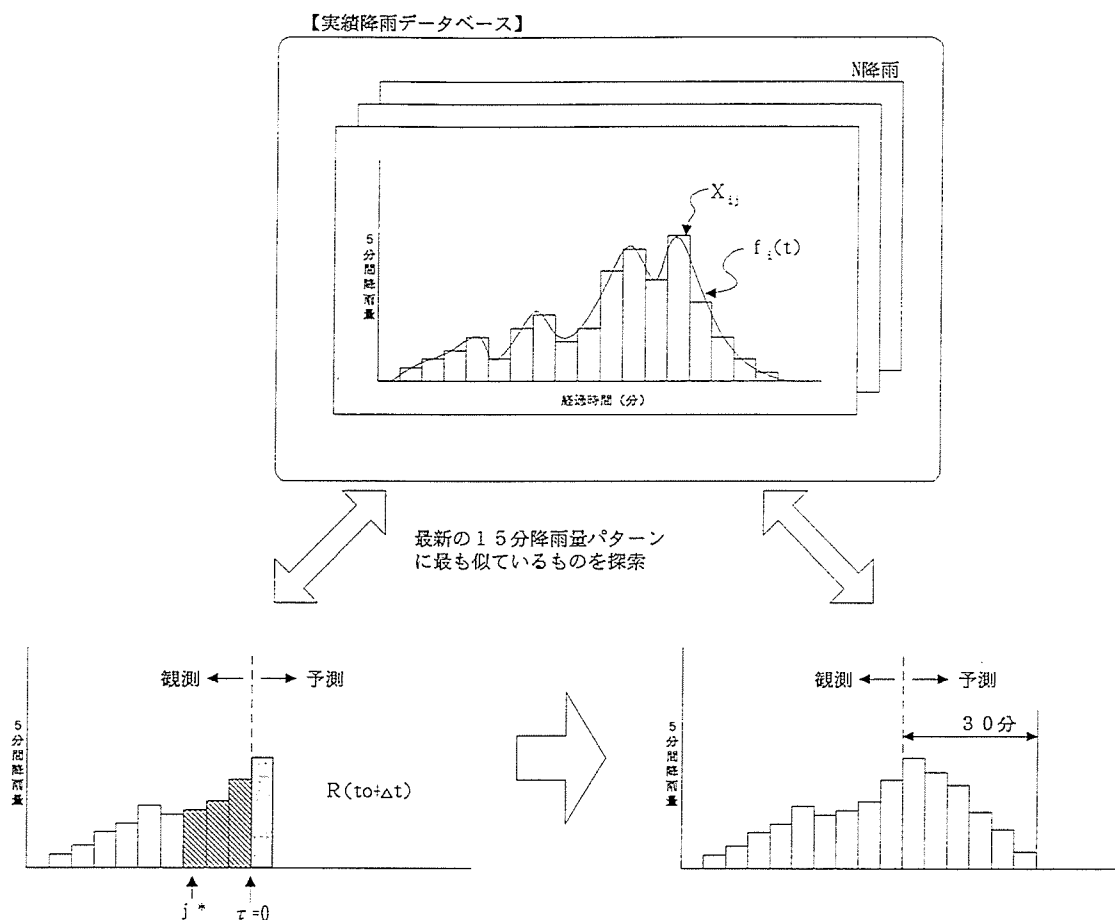 【実績降雨データベース】
N降雨
X ij
f i(t)
5分間降雨量
経過時間（分）
最新の１５分降雨量パターン
に最も似ているものを探索
観測
予測
5分間降雨量
R(to+Δt)
j *
τ=0
観測
予測
３０分
5分間降雨量